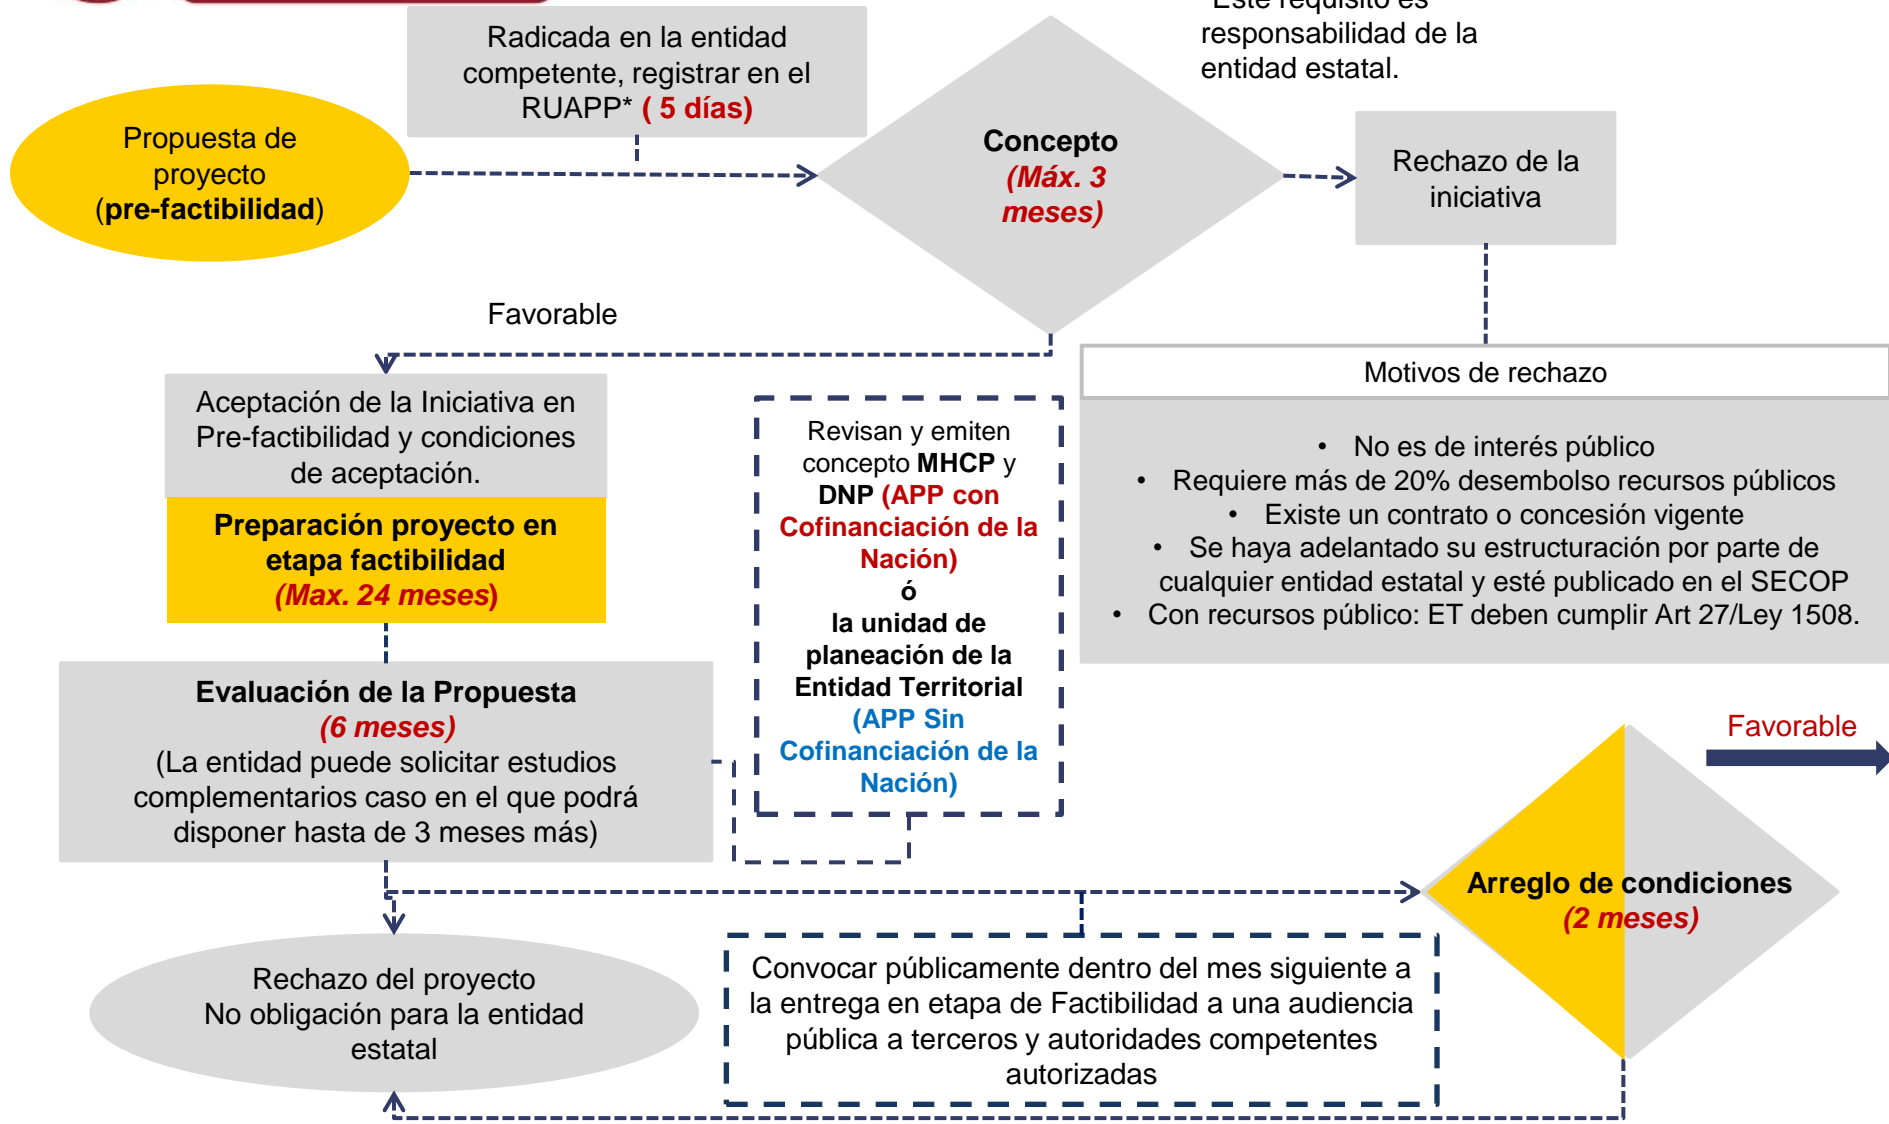 Este requisito es
responsabilidad de la
entidad estatal.
Radicada en la entidad
competente, registrar en el
RUAPP* ( 5 días)
Propuesta de
proyecto
(pre-factibilidad)
Concepto
(Máx. 3
meses)
Rechazo de la
iniciativa
Favorable
Motivos de rechazo
• No es de interés público
• Requiere más de 20% desembolso recursos públicos
• Existe un contrato o concesión vigente
• Se haya adelantado su estructuración por parte de
cualquier entidad estatal y esté publicado en el SECOP
• Con recursos público: ET deben cumplir Art 27/Ley 1508.
Aceptación de la Iniciativa en
Pre-factibilidad y condiciones
de aceptación.
Preparación proyecto en
etapa factibilidad
(Max. 24 meses)
Revisan y emiten
concepto MHCP y
DNP (APP con
Cofinanciación de la
Nación)
ó
la unidad de
planeación de la
Entidad Territorial
(APP Sin
Cofinanciación de la
Nación)
Evaluación de la Propuesta
(6 meses)
(La entidad puede solicitar estudios
complementarios caso en el que podrá
disponer hasta de 3 meses más)
Favorable
Arreglo de condiciones
(2 meses)
Rechazo del proyecto
No obligación para la entidad
estatal
Convocar públicamente dentro del mes siguiente a
la entrega en etapa de Factibilidad a una audiencia
pública a terceros y autoridades competentes
autorizadas